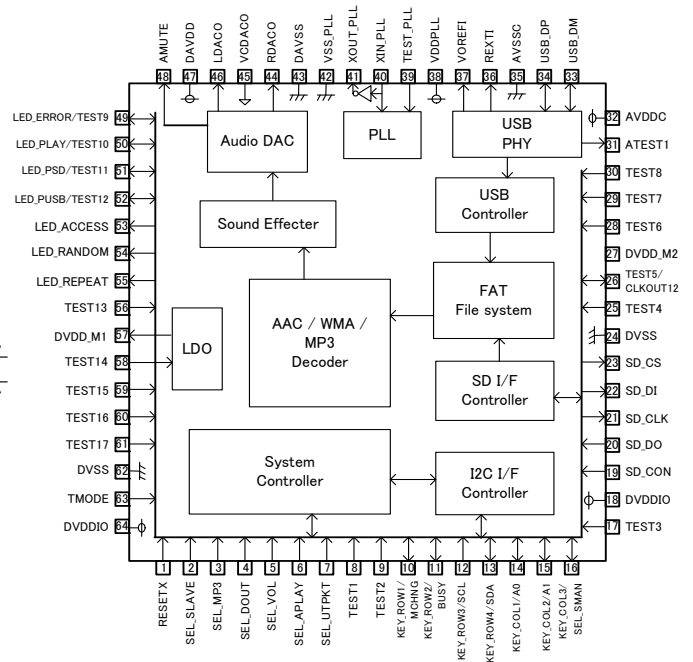 AMUTE
DAVDD
LDACO
VCDACO
RDACO
DAVSS
VSS_PLL
XOUT_PLL
XIN_PLL
TEST_PLL
VDDPLL
VOREFI
REXTI
AVSSC
USB_DP
USB_DM
48
47
46
45
44
43
42
41
40
39
38
37
36
35
34
33
LED_ERROR/TEST9 49
LED_PLAY/TEST10 50
LED_PSD/TEST11 51
LED_PUSB/TEST12 52
LED_ACCESS 53
LED_RANDOM 54
LED_REPEAT 55
TEST13 56
DVDD_M1 57
TEST14 58
TEST15 59
TEST16 60
TEST17 61
DVSS 62
TMODE 63
DVDDIO 64
Audio DAC
PLL
USB
PHY
Sound Effecter
USB
Controller
AAC / WMA /
MP3
Decoder
FAT
File system
LDO
SD I/F
Controller
System
Controller
I2C I/F
Controller
32 AVDDC
31 ATEST1
30 TEST8
29 TEST7
28 TEST6
27 DVDD_M2
26 TEST5/
CLKOUT12
25 TEST4
24 DVSS
23 SD_CS
22 SD_DI
21 SD_CLK
20 SD_DO
19 SD_CON
18 DVDDIO
17 TEST3
1
2
3
4
5
6
7
8
9
10
11
12
13
14
15
16
RESETX
SEL_SLAVE
SEL_MP3
SEL_DOUT
SEL_VOL
SEL_APLAY
SEL_UTPKT
TEST1
TEST2
KEY_ROW1/
MCHNG
KEY_ROW2/
BUSY
KEY_ROW3/SCL
KEY_ROW4/SDA
KEY_COL1/A0
KEY_COL2/A1
KEY_COL3/
SEL_SMAN